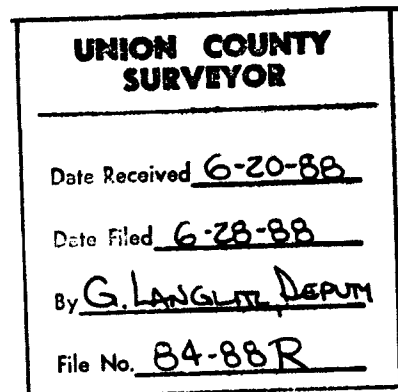 UNION COUNTY
SURVEYOR
Date Received 6-20-88
Date Filed 6-28-88
By G. LANGLITZ, DEPUTY
File No. 84-88R